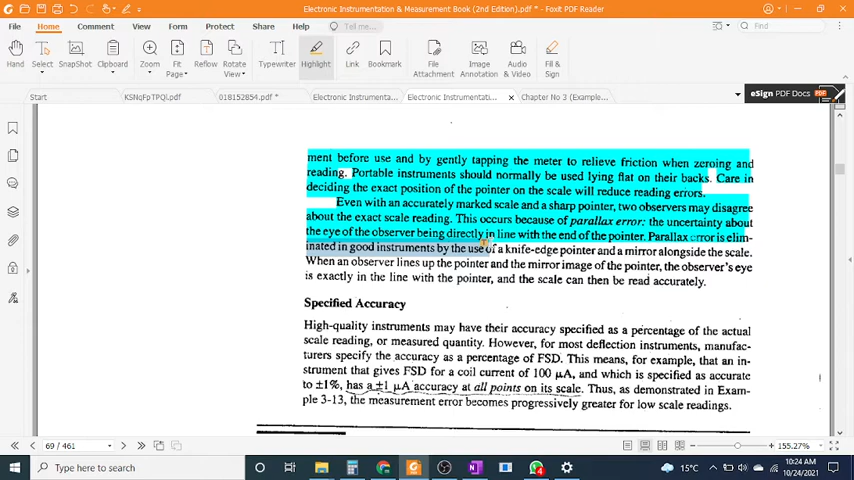 Electronic Instrumentation & Measurement Book (2nd Edition).pdf * - Foxit PDF Reader
File Home Comment View Form Protect Share Help Tell me... Find
Hand Select SnapShot Clipboard Zoom Fit Page Reflow Rotate View Typewriter Highlight Link Bookmark File Attachment Image Annotation Audio & Video Fill & Sign
Start KSNqFpTPQl.pdf 018152854.pdf * Electronic Instrumenta... Electronic Instrumentati... Chapter No 3 (Example... eSign PDF Docs
ment before use and by gently tapping the meter to relieve friction when zeroing and
reading. Portable instruments should normally be used lying flat on their backs. Care in
deciding the exact position of the pointer on the scale will reduce reading errors.
Even with an accurately marked scale and a sharp pointer, two observers may disagree
about the exact scale reading. This occurs because of parallax error: the uncertainty about
the eye of the observer being directly in line with the end of the pointer. Parallax error is elim-
inated in good instruments by the use of a knife-edge pointer and a mirror alongside the scale.
When an observer lines up the pointer and the mirror image of the pointer, the observer's eye
is exactly in the line with the pointer, and the scale can then be read accurately.
Specified Accuracy
High-quality instruments may have their accuracy specified as a percentage of the actual
scale reading, or measured quantity. However, for most deflection instruments, manufac-
turers specify the accuracy as a percentage of FSD. This means, for example, that an in-
strument that gives FSD for a coil current of 100 μA, and which is specified as accurate
to ±1%, has a ±1 μA accuracy at all points on its scale. Thus, as demonstrated in Exam-
ple 3-13, the measurement error becomes progressively greater for low scale readings.
69 / 461 155.27%
Type here to search 15°C 10:24 AM
10/24/2021